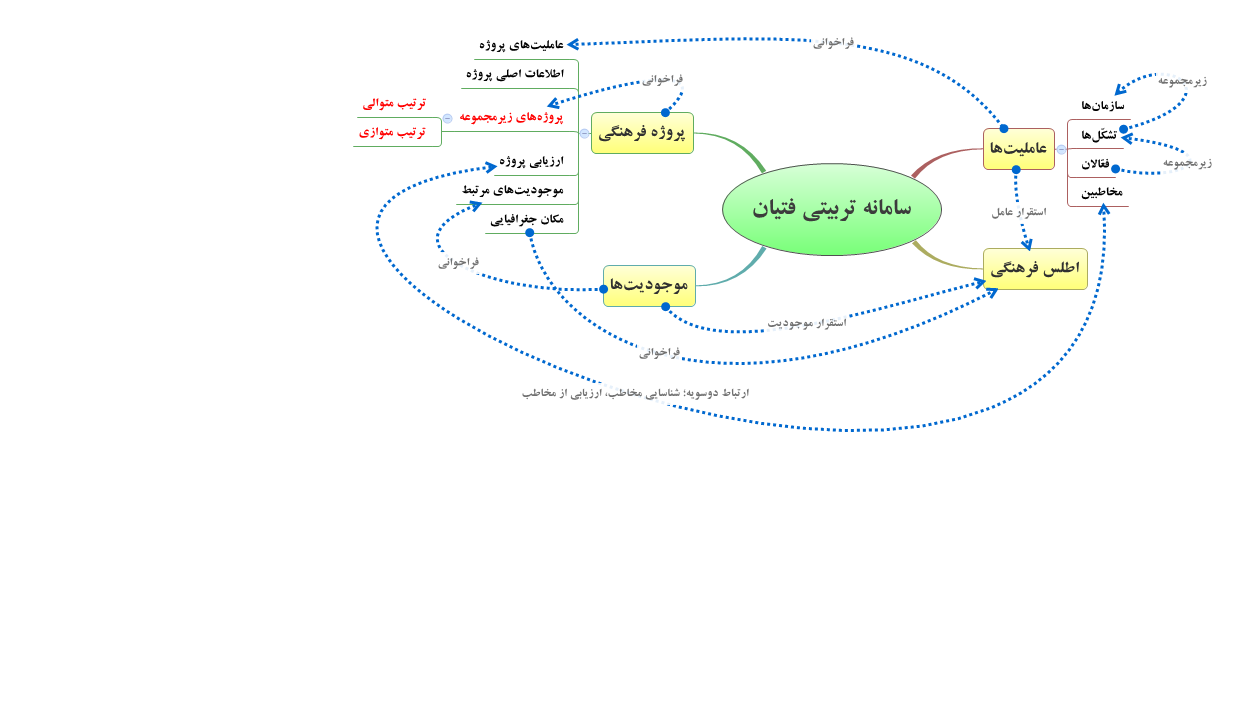 سامانه تربیتی فتیان
عاملیت‌ها
سازمان‌ها
تشکّل‌ها
فعّالان
مخاطبین
زیرمجموعه
زیرمجموعه
اطلس فرهنگی
استقرار عامل
پروژه فرهنگی
عاملیت‌های پروژه
اطلاعات اصلی پروژه
پروژه‌های زیرمجموعه
ترتیب متوالی
ترتیب متوازی
ارزیابی پروژه
موجودیت‌های مرتبط
مکان جغرافیایی
فراخوانی
فراخوانی
موجودیت‌ها
فراخوانی
استقرار موجودیت
فراخوانی
ارتباط دوسویه؛ شناسایی مخاطب، ارزیابی از مخاطب